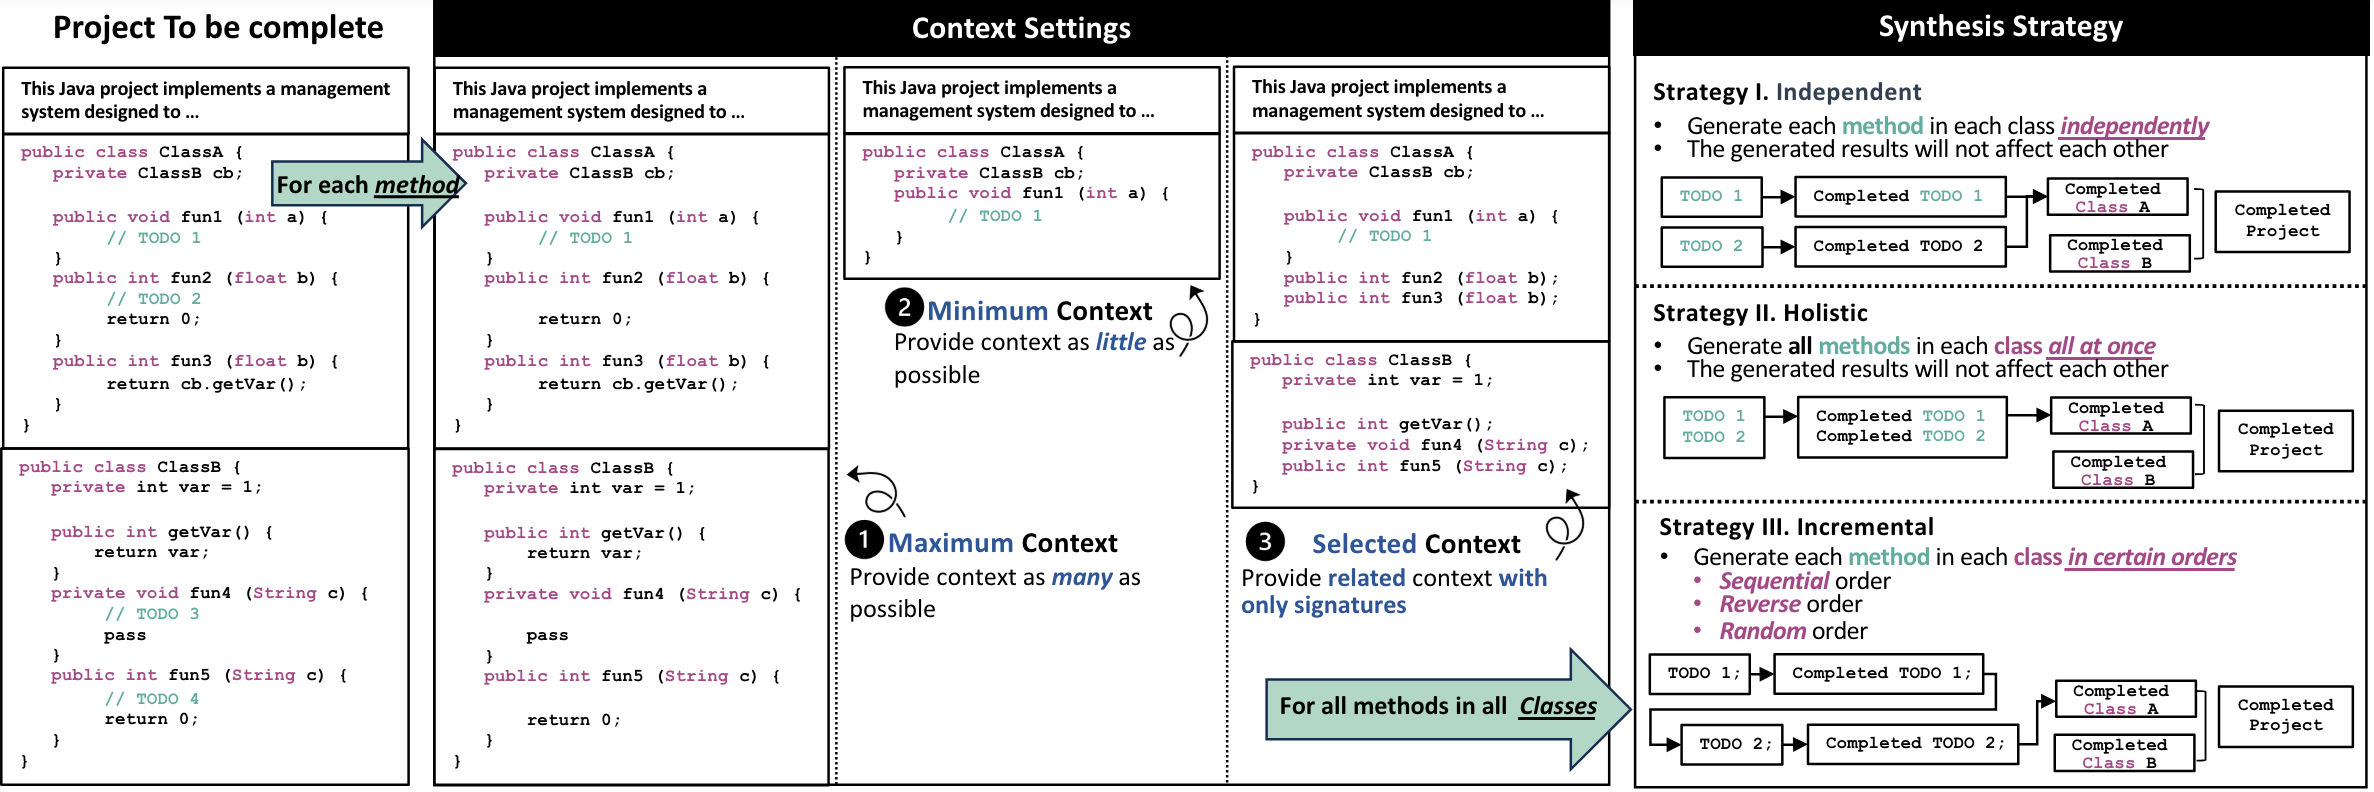 Project To be complete
This Java project implements a management
system designed to ...
public class ClassA {
private ClassB cb;
public void fun1 (int a) {
// TODO 1
}
public int fun2 (float b) {
// TODO 2
return 0;
}
public int fun3 (float b) {
return cb.getVar();
}
}
public class ClassB {
private int var = 1;
public int getVar() {
return var;
}
private void fun4 (String c) {
// TODO 3
pass
}
public int fun5 (String c) {
// TODO 4
return 0;
}
}
For each method
Context Settings
This Java project implements a
management system designed to ...
public class ClassA {
private ClassB cb;
public void fun1 (int a) {
// TODO 1
}
public int fun2 (float b) {
return 0;
}
public int fun3 (float b) {
return cb.getVar();
}
}
public class ClassB {
private int var = 1;
public int getVar() {
return var;
}
private void fun4 (String c) {
pass
}
public int fun5 (String c) {
return 0;
}
}
This Java project implements a
management system designed to ...
public class ClassA {
private ClassB cb;
public void fun1 (int a) {
// TODO 1
}
}
2 Minimum Context
Provide context as little as
possible
1 Maximum Context
Provide context as many as
possible
This Java project implements a
management system designed to ...
public class ClassA {
private ClassB cb;
public void fun1 (int a) {
// TODO 1
}
public int fun2 (float b);
public int fun3 (float b);
}
public class ClassB {
private int var = 1;
public int getVar();
private void fun4 (String c);
public int fun5 (String c);
}
3 Selected Context
Provide related context with
only signatures
For all methods in all Classes
Synthesis Strategy
Strategy I. Independent
• Generate each method in each class independently
• The generated results will not affect each other
TODO 1
Completed TODO 1
TODO 2
Completed TODO 2
Completed
Class A
Completed
Class B
Completed
Project
Strategy II. Holistic
• Generate all methods in each class all at once
• The generated results will not affect each other
TODO 1
TODO 2
Completed TODO 1
Completed TODO 2
Completed
Class A
Completed
Class B
Completed
Project
Strategy III. Incremental
• Generate each method in each class in certain orders
• Sequential order
• Reverse order
• Random order
TODO 1;
Completed TODO 1;
TODO 2;
Completed TODO 2;
Completed
Class A
Completed
Class B
Completed
Project